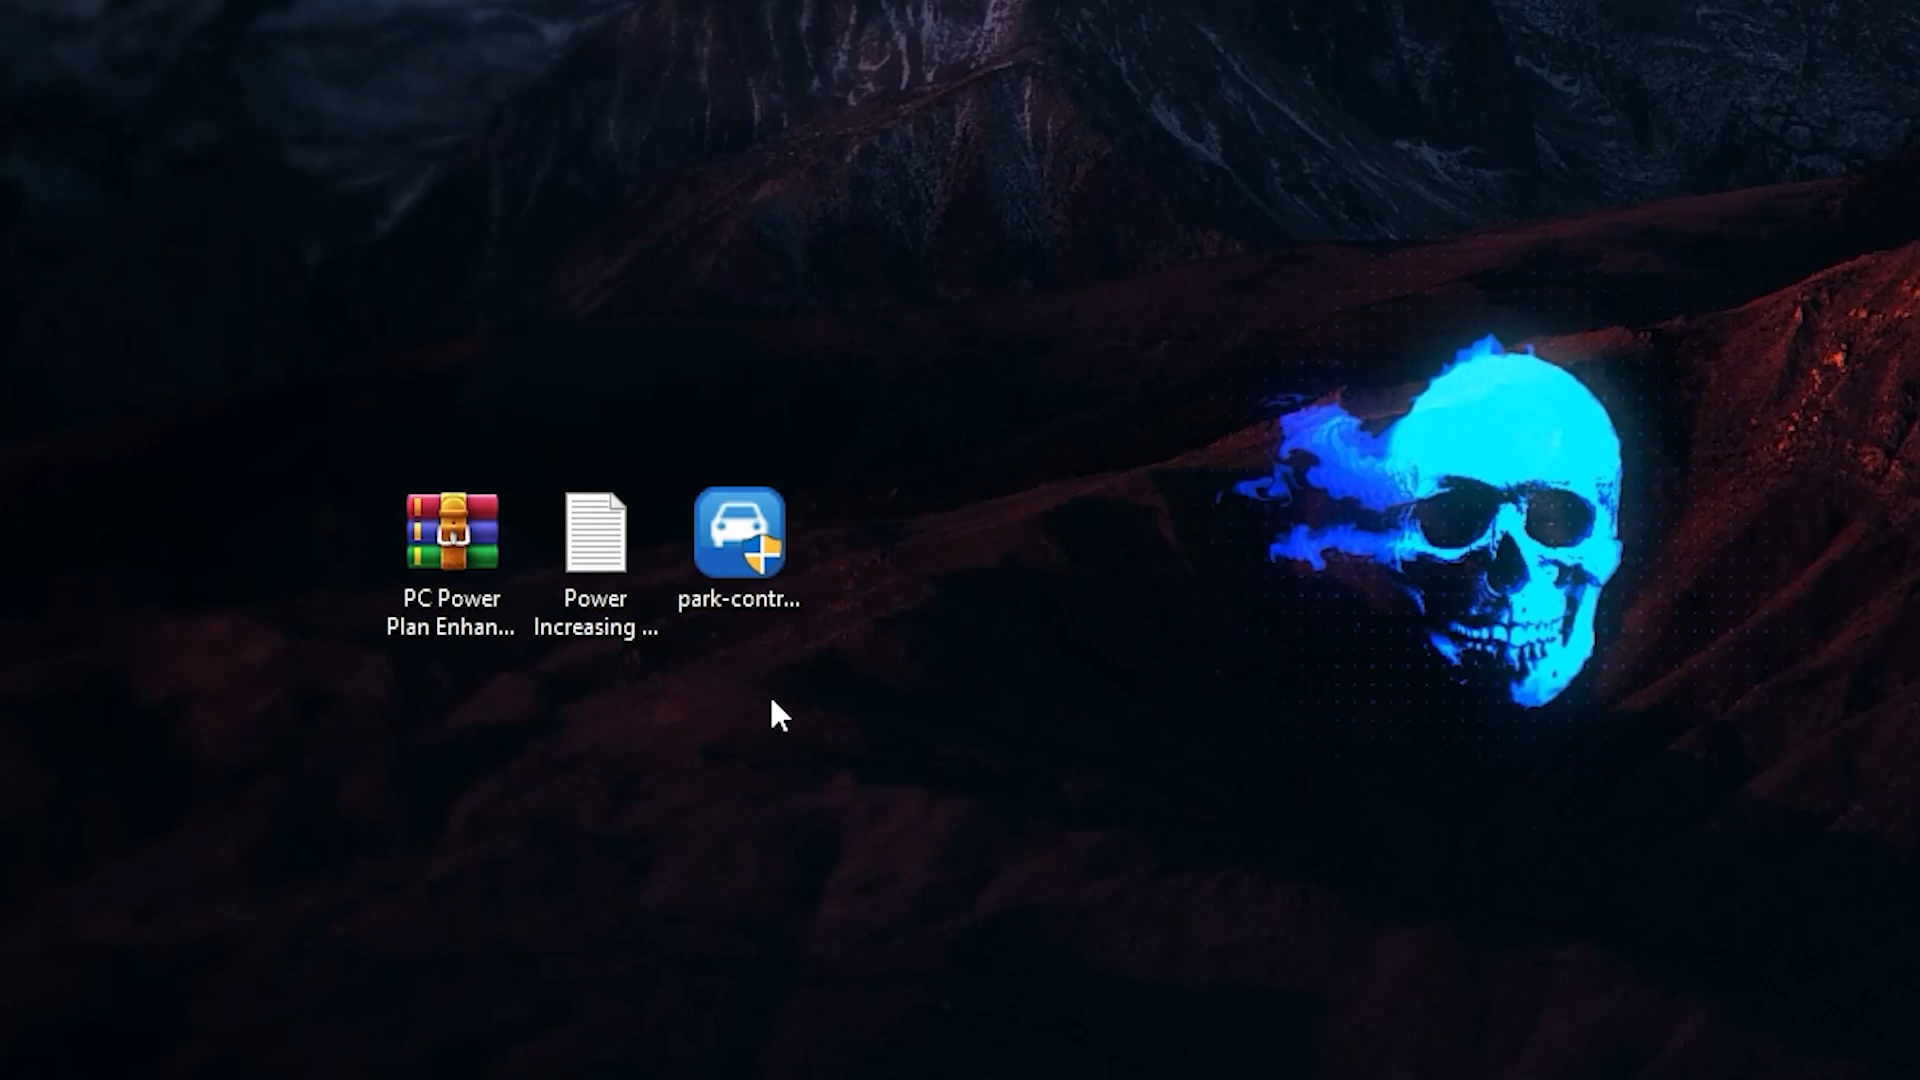 PC Power
Plan Enhan...
Power
Increasing ...
park-contr...